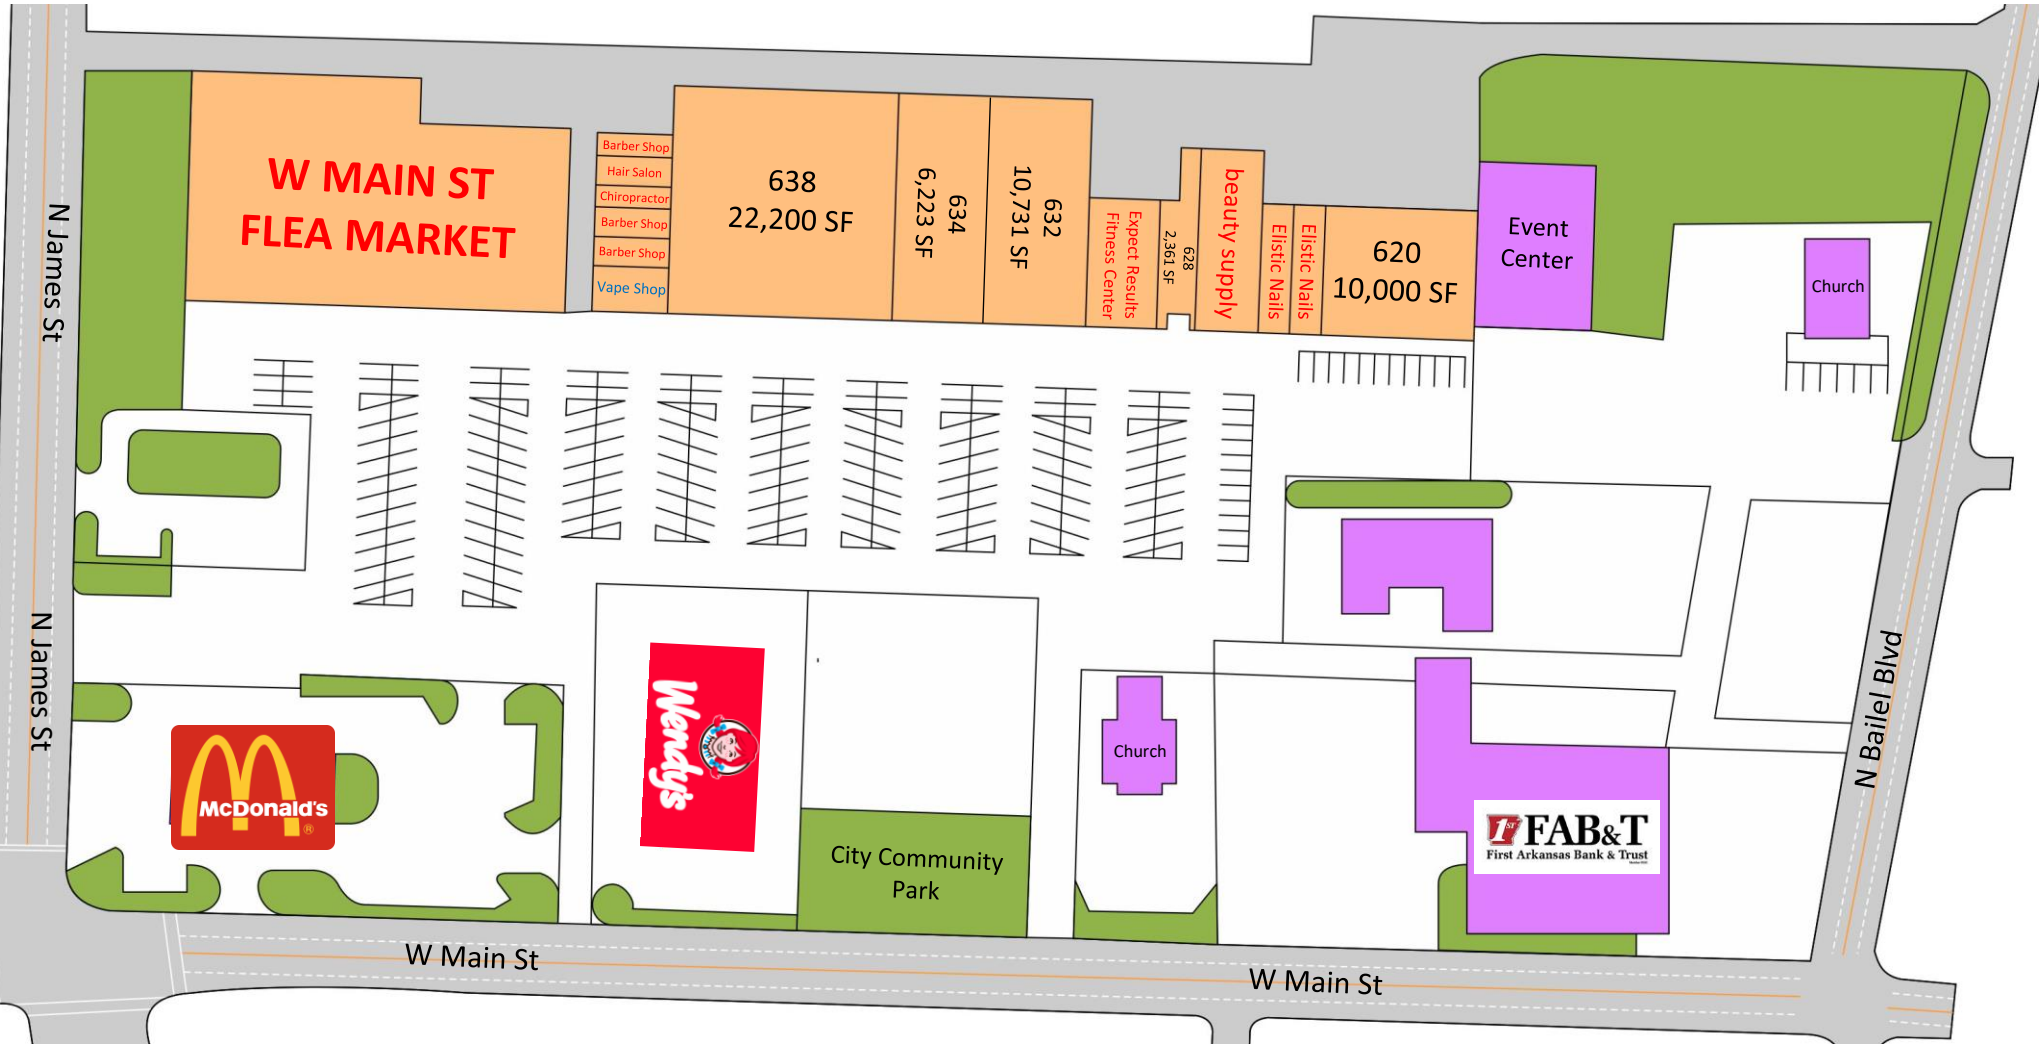 W MAIN ST
FLEA MARKET
Barber Shop
Hair Salon
Chiropractor
Barber Shop
Barber Shop
Vape Shop
638
22,200 SF
634
6,223 SF
632
10,731 SF
Expect Results
Fitness Center
628
2,361 SF
beauty supply
Elistic Nails
Elistic Nails
620
10,000 SF
Event
Center
Church
N James St
N James St
McDonald's
®
Wendy's
City Community
Park
Church
1ST FAB&T
First Arkansas Bank & Trust
N Bailel Blvd
W Main St
W Main St